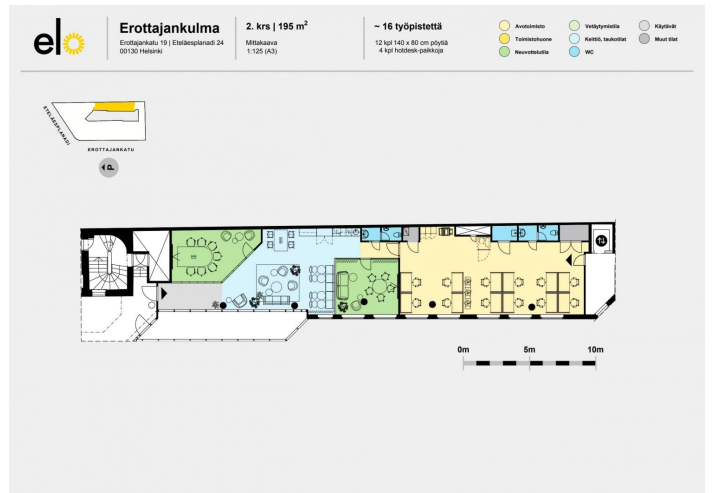 elo
Erottajankulma
Erottajankatu 19 | Eteläesplanadi 24
00130 Helsinki
2. krs | 195 m²
Mittakaava
1:125 (A3)
~ 16 työpistettä
12 kpl 140 x 80 cm pöytiä
4 kpl hotdesk-paikkoja
Avotoimisto
Toimistohuone
Neuvottelutila
Vetäytymistila
Keittiö, taukotilat
WC
Käytävät
Muut tilat
ETELÄESPLANADI
EROTTAJANKATU
P
0m 5m 10m